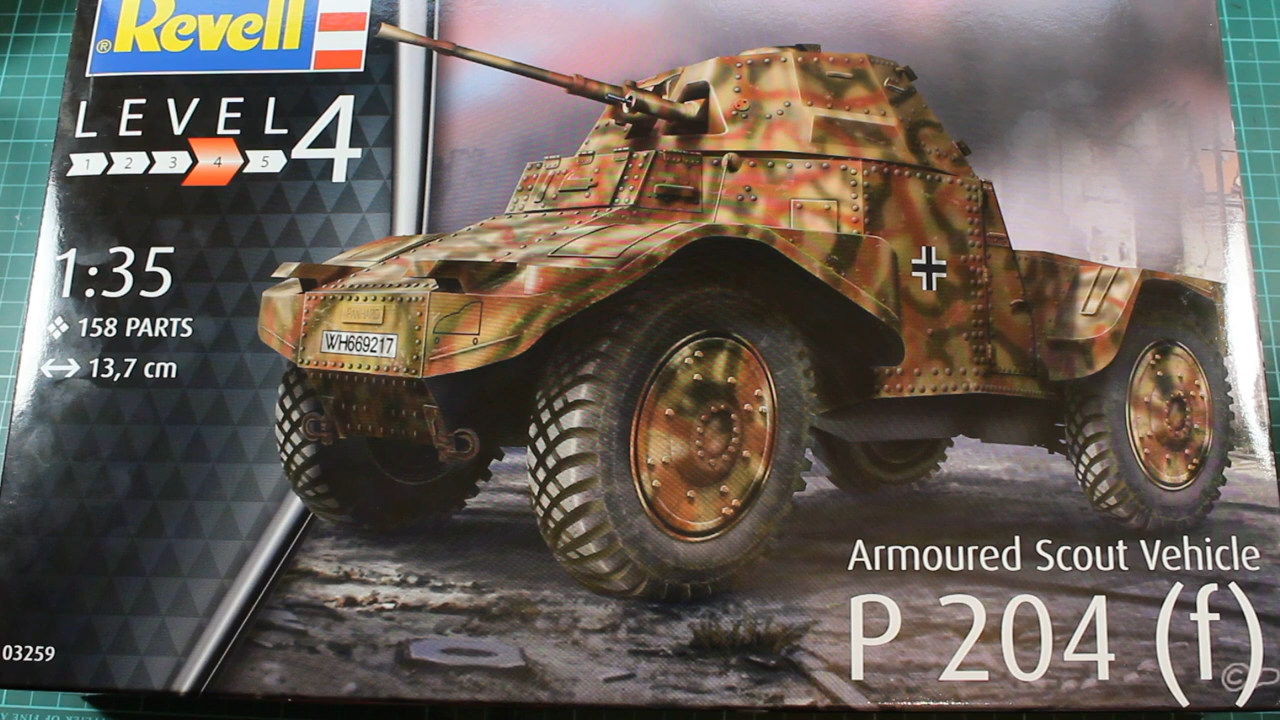 ® Revell
LEVEL 4
1 2 3 4 5
1:35
158 PARTS
13,7 cm
PANHARD
WH669217
Armoured Scout Vehicle
P 204 (f)
03259
©